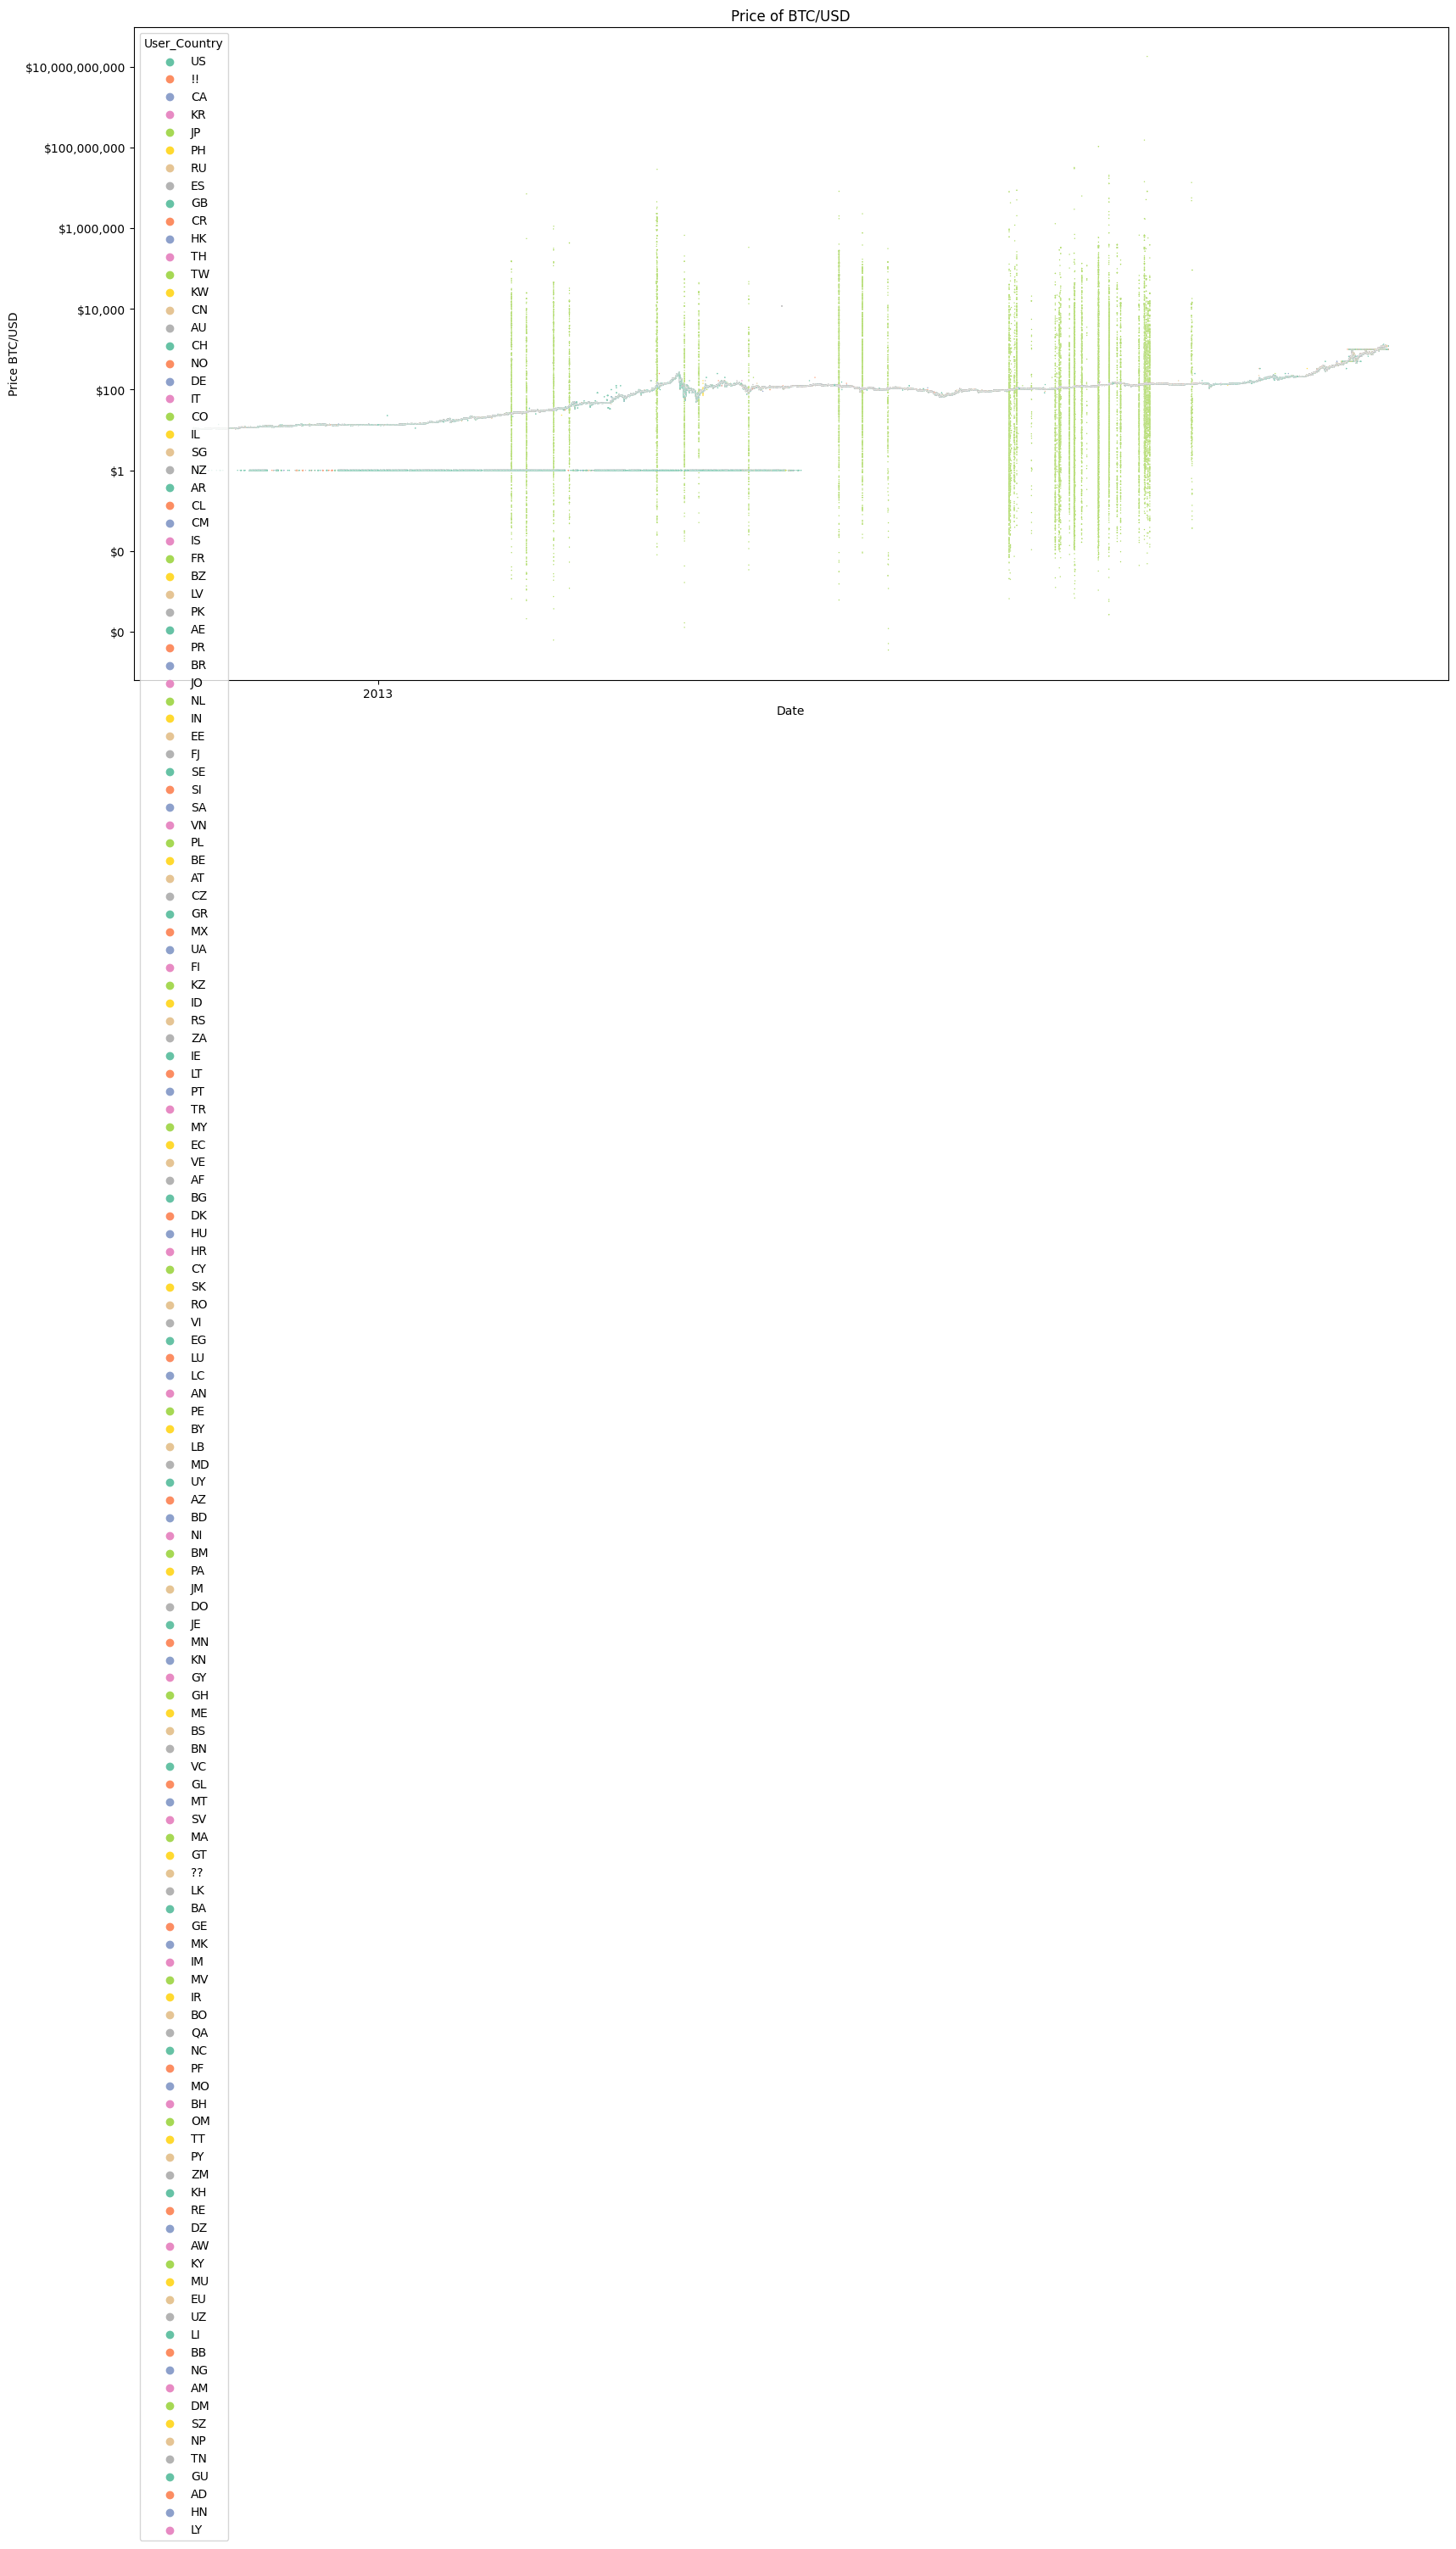 Price of BTC/USD
$10,000,000,000
$100,000,000
$1,000,000
$10,000
$100
$1
$0
$0
Price BTC/USD
2013
Date
User_Country
US
!!
CA
KR
JP
PH
RU
ES
GB
CR
HK
TH
TW
KW
CN
AU
CH
NO
DE
IT
CO
IL
SG
NZ
AR
CL
CM
IS
FR
BZ
LV
PK
AE
PR
BR
JO
NL
IN
EE
FJ
SE
SI
SA
VN
PL
BE
AT
CZ
GR
MX
UA
FI
KZ
ID
RS
ZA
IE
LT
PT
TR
MY
EC
VE
AF
BG
DK
HU
HR
CY
SK
RO
VI
EG
LU
LC
AN
PE
BY
LB
MD
UY
AZ
BD
NI
BM
PA
JM
DO
JE
MN
KN
GY
GH
ME
BS
BN
VC
GL
MT
SV
MA
GT
??
LK
BA
GE
MK
IM
MV
IR
BO
QA
NC
PF
MO
BH
OM
TT
PY
ZM
KH
RE
DZ
AW
KY
MU
EU
UZ
LI
BB
NG
AM
DM
SZ
NP
TN
GU
AD
HN
LY